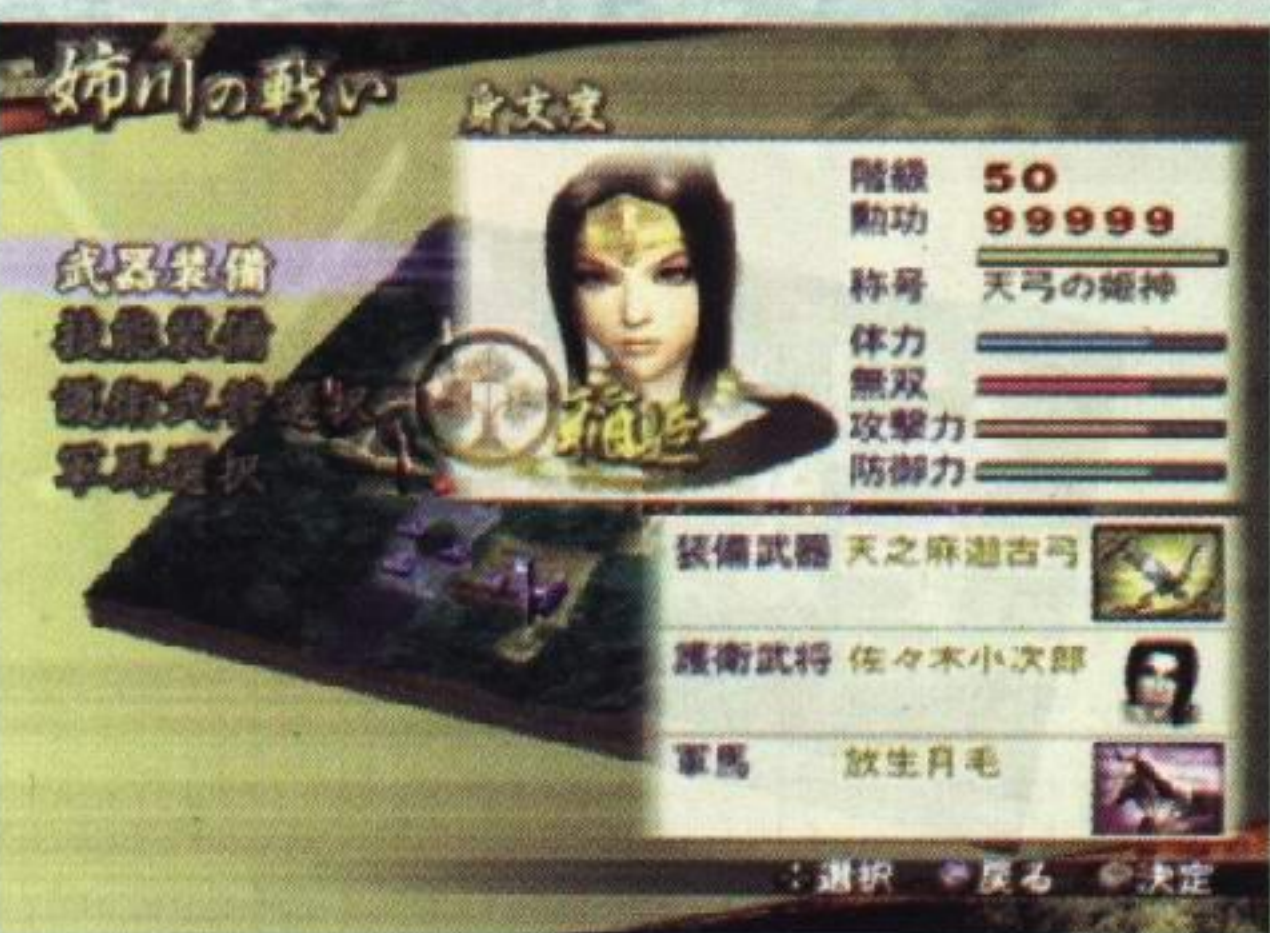 姉川の戦い
身支度
武器装備
技能装備
護衛武将選択
軍馬選択
稲姫
階級 50
勲功 99999
称号 天弓の姫神
体力
無双
攻撃力
防御力
装備武器 天之麻迦古弓
護衛武将 佐々木小次郎
軍馬 放生月毛
選択 戻る 決定